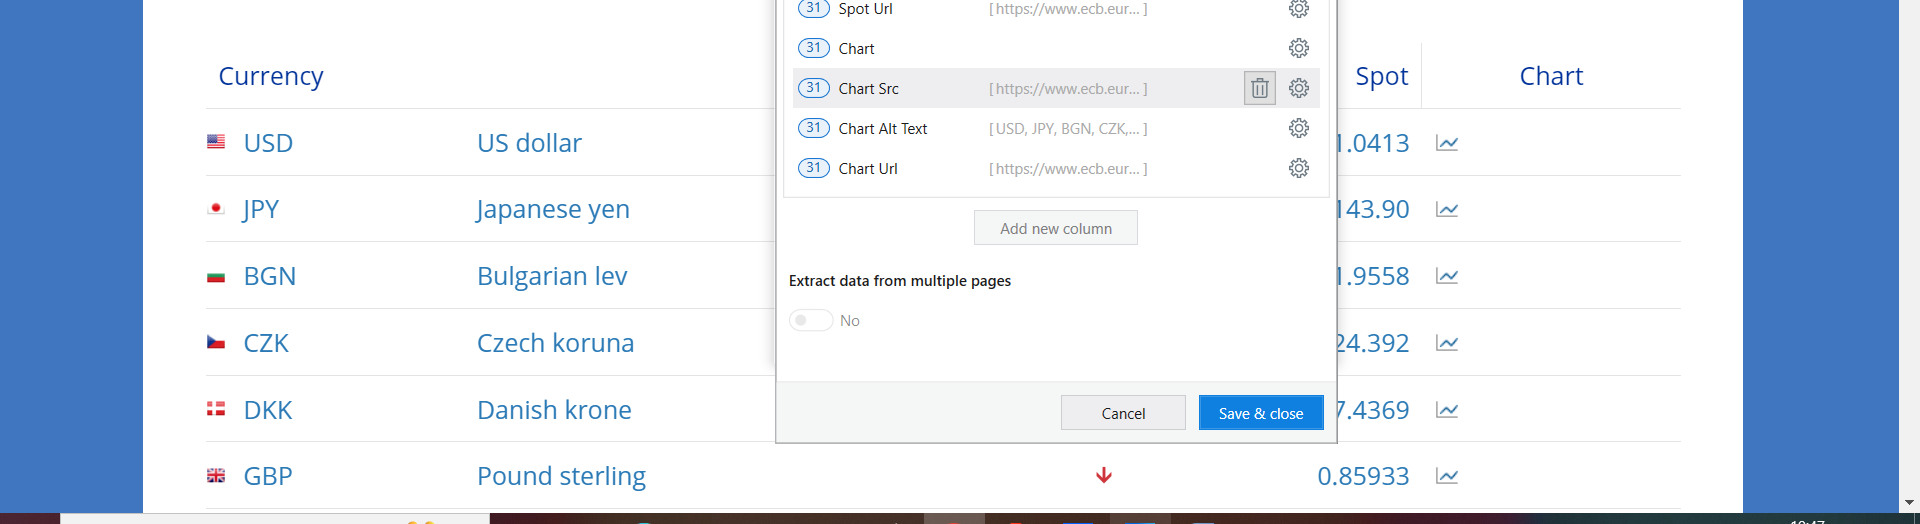 Currency
Spot
Chart
USD
US dollar
1.0413
JPY
Japanese yen
143.90
BGN
Bulgarian lev
1.9558
CZK
Czech koruna
24.392
DKK
Danish krone
7.4369
GBP
Pound sterling
0.85933
31 Spot Url [https://www.ecb.eur... ]
31 Chart
31 Chart Src [https://www.ecb.eur... ]
31 Chart Alt Text [USD, JPY, BGN, CZK,... ]
31 Chart Url [https://www.ecb.eur... ]
Add new column
Extract data from multiple pages
No
Cancel
Save & close